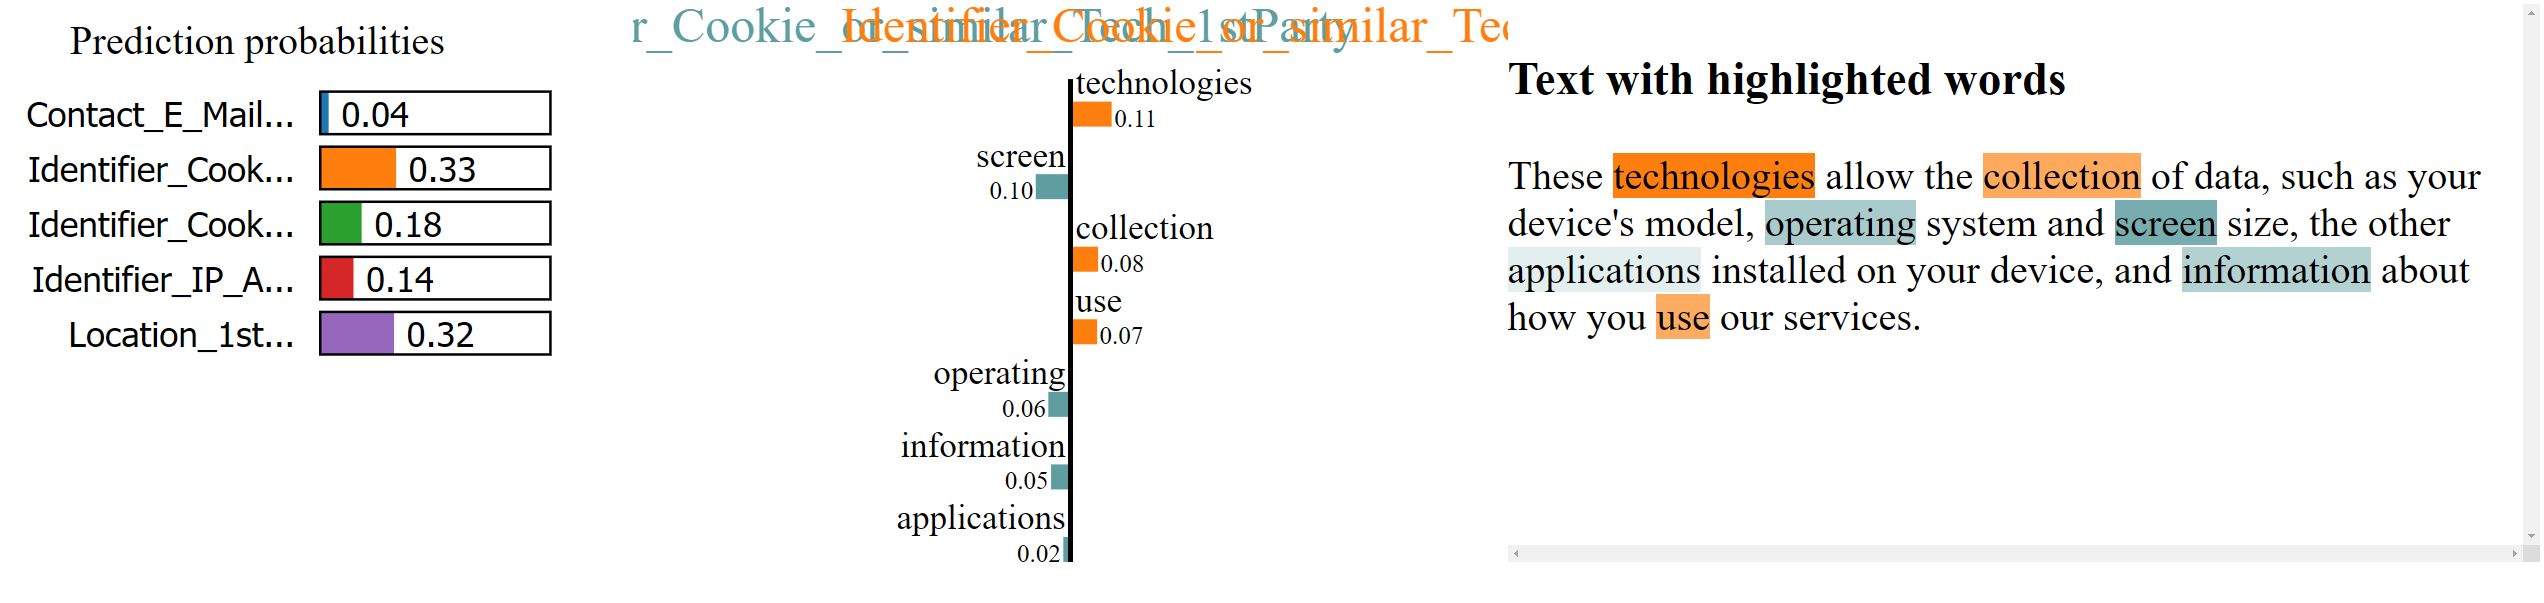 Prediction probabilities
Contact_E_Mail... 0.04
Identifier_Cook... 0.33
Identifier_Cook... 0.18
Identifier_IP_A... 0.14
Location_1st... 0.32
r_Cookie_or_similar_Tech_1stParty
Identifier_Cookie_or_similar_Tec
technologies
0.11
screen
0.10
collection
0.08
use
0.07
operating
0.06
information
0.05
applications
0.02
Text with highlighted words
These technologies allow the collection of data, such as your
device's model, operating system and screen size, the other
applications installed on your device, and information about
how you use our services.